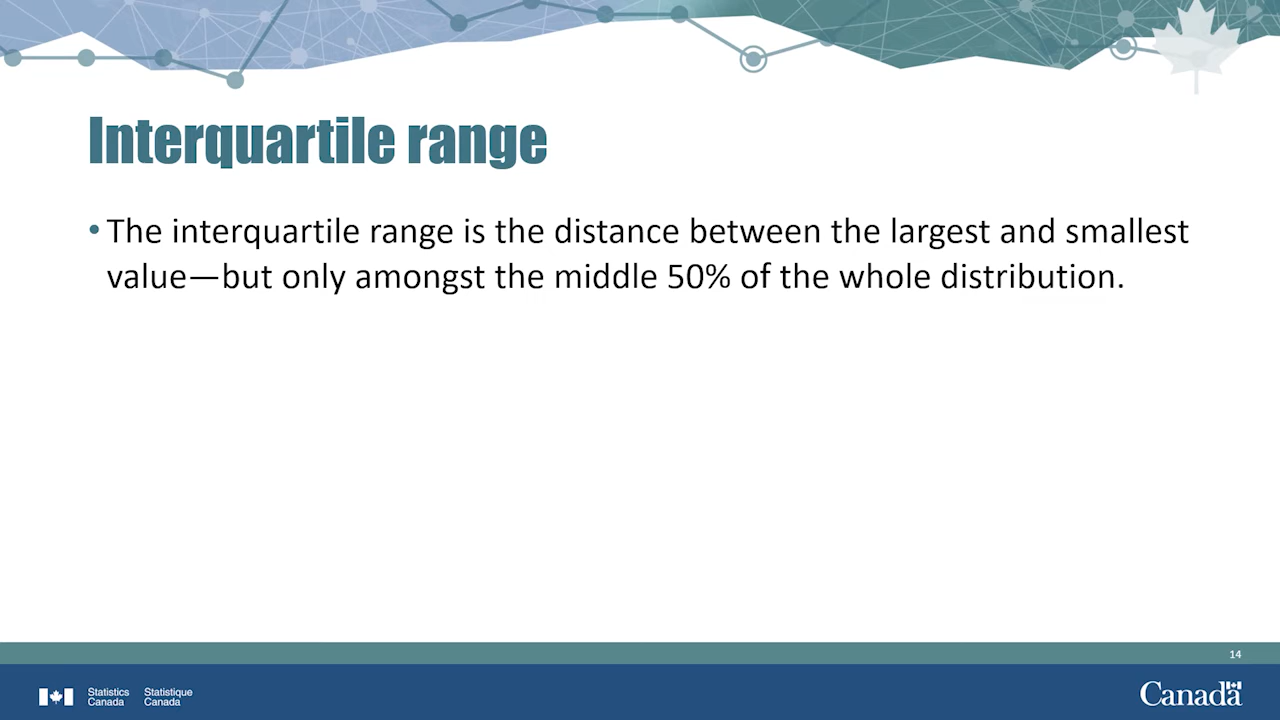 Interquartile range
• The interquartile range is the distance between the largest and smallest
value—but only amongst the middle 50% of the whole distribution.
14
Statistics Statistique
Canada Canada
Canada